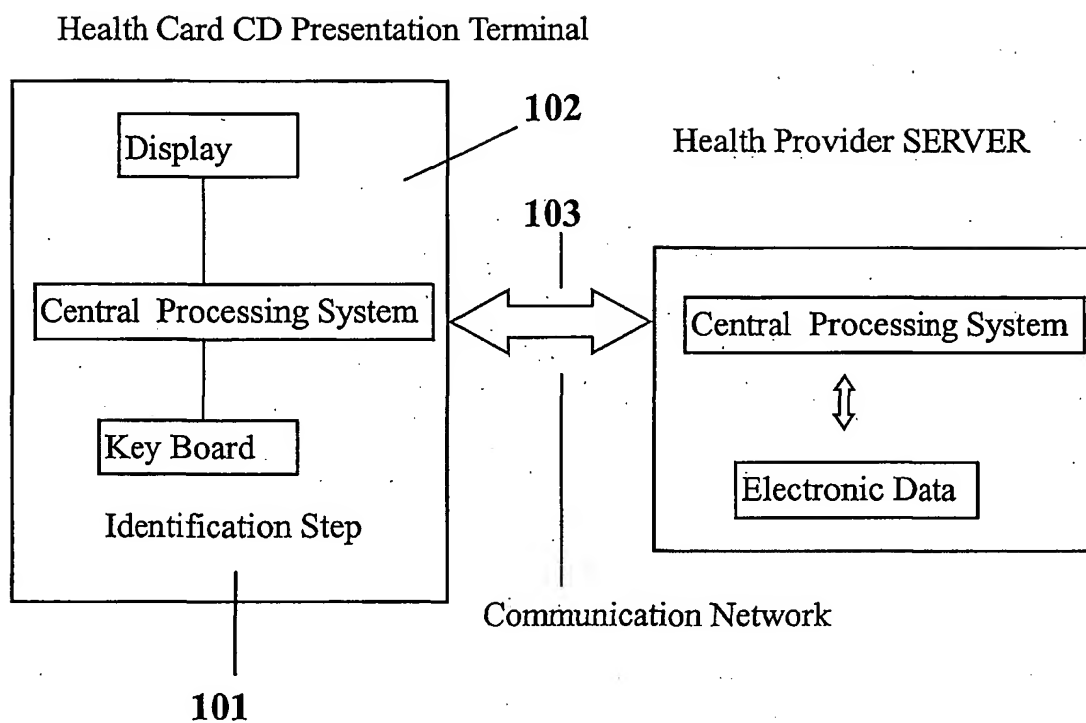 Health Card CD Presentation Terminal
102
Display
Health Provider SERVER
103
Central Processing System
Central Processing System
Key Board
Electronic Data
Identification Step
Communication Network
101